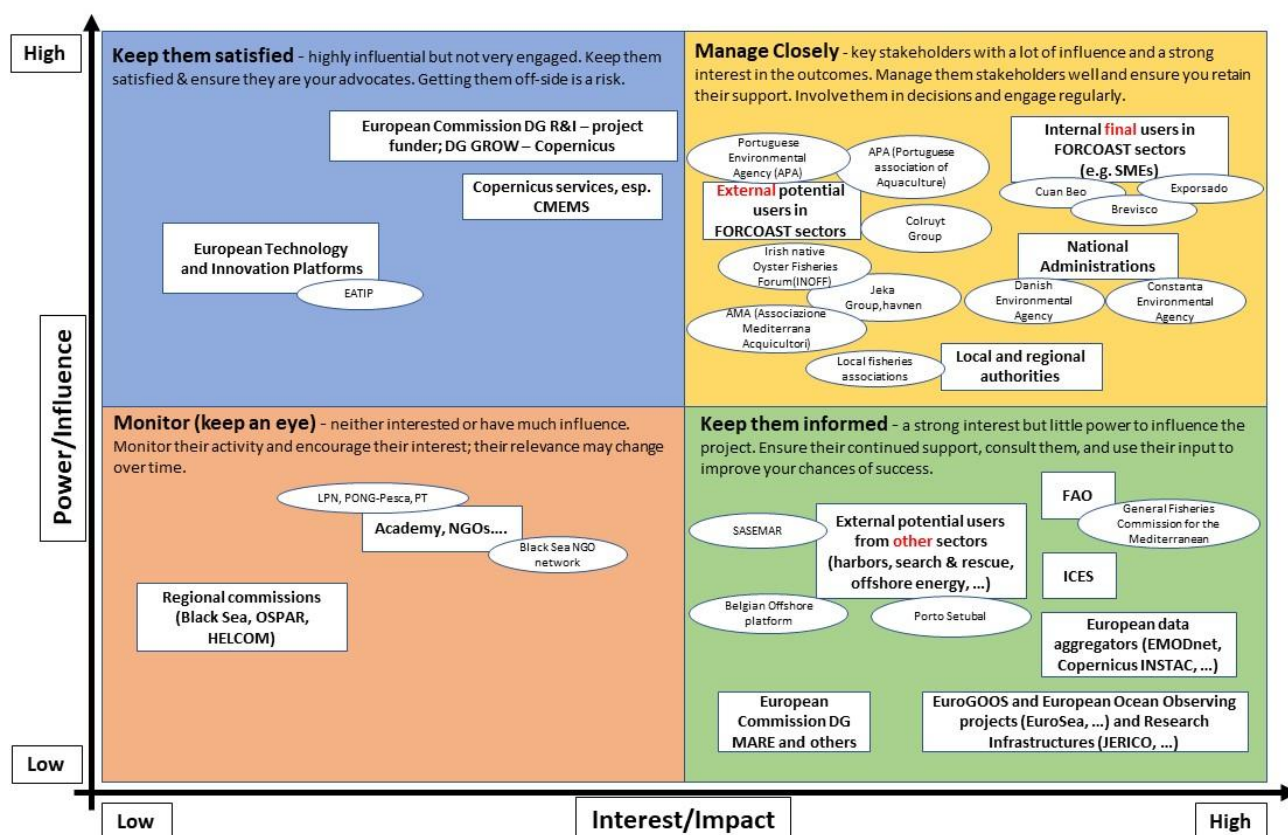 High
Keep them satisfied - highly influential but not very engaged. Keep them
satisfied & ensure they are your advocates. Getting them off-side is a risk.
European Commission DG R&I – project
funder; DG GROW – Copernicus
Copernicus services, esp.
CMEMS
European Technology
and Innovation Platforms
EATIP
Manage Closely - key stakeholders with a lot of influence and a strong
interest in the outcomes. Manage them stakeholders well and ensure you retain
their support. Involve them in decisions and engage regularly.
Portuguese
Environmental
Agency (APA)
APA (Portuguese
association of
Aquaculture)
Internal final users in
FORCOAST sectors
(e.g. SMEs)
Cuan Beo
Exporsado
Brevisco
External potential
users in
FORCOAST sectors
Colruyt
Group
Irish native
Oyster Fisheries
Forum(INOFF)
National
Administrations
Jeka
Group,havnen
Danish
Environmental
Agency
Constanta
Environmental
Agency
AMA (Associazione
Mediterrana
Acquicultori)
Local fisheries
associations
Local and regional
authorities
Power/Influence
Monitor (keep an eye) - neither interested or have much influence.
Monitor their activity and encourage their interest; their relevance may change
over time.
LPN, PONG-Pesca, PT
Academy, NGOs....
Black Sea NGO
network
Regional commissions
(Black Sea, OSPAR,
HELCOM)
Keep them informed - a strong interest but little power to influence the
project. Ensure their continued support, consult them, and use their input to
improve your chances of success.
FAO
General Fisheries
Commission for the
Mediterranean
SASEMAR
External potential users
from other sectors
(harbors, search & rescue,
offshore energy, …)
ICES
Belgian Offshore
platform
Porto Setubal
European data
aggregators (EMODnet,
Copernicus INSTAC, …)
European
Commission DG
MARE and others
EuroGOOS and European Ocean Observing
projects (EuroSea, …) and Research
Infrastructures (JERICO, …)
Low
Low
Interest/Impact
High